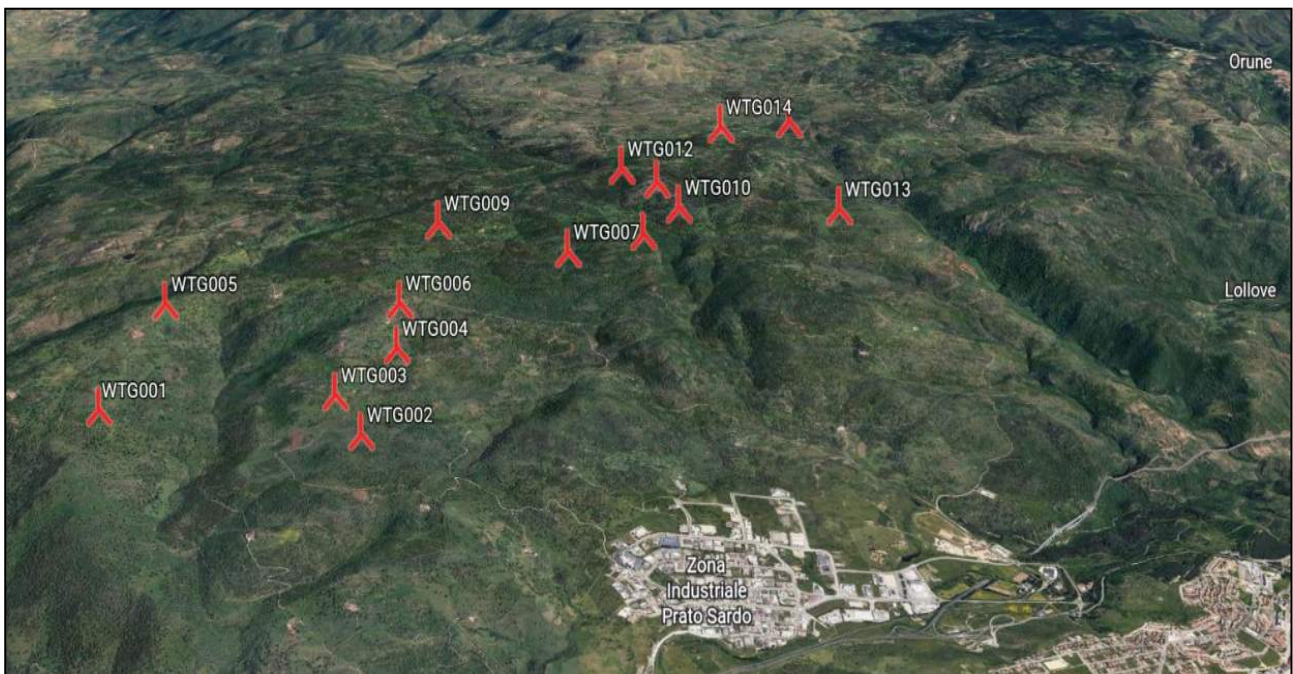 Orune
WTG014
WTG012
WTG010
WTG013
WTG009
WTG007
WTG005
WTG006
Lollove
WTG004
WTG003
WTG001
WTG002
Zona
Industriale
Prato Sardo